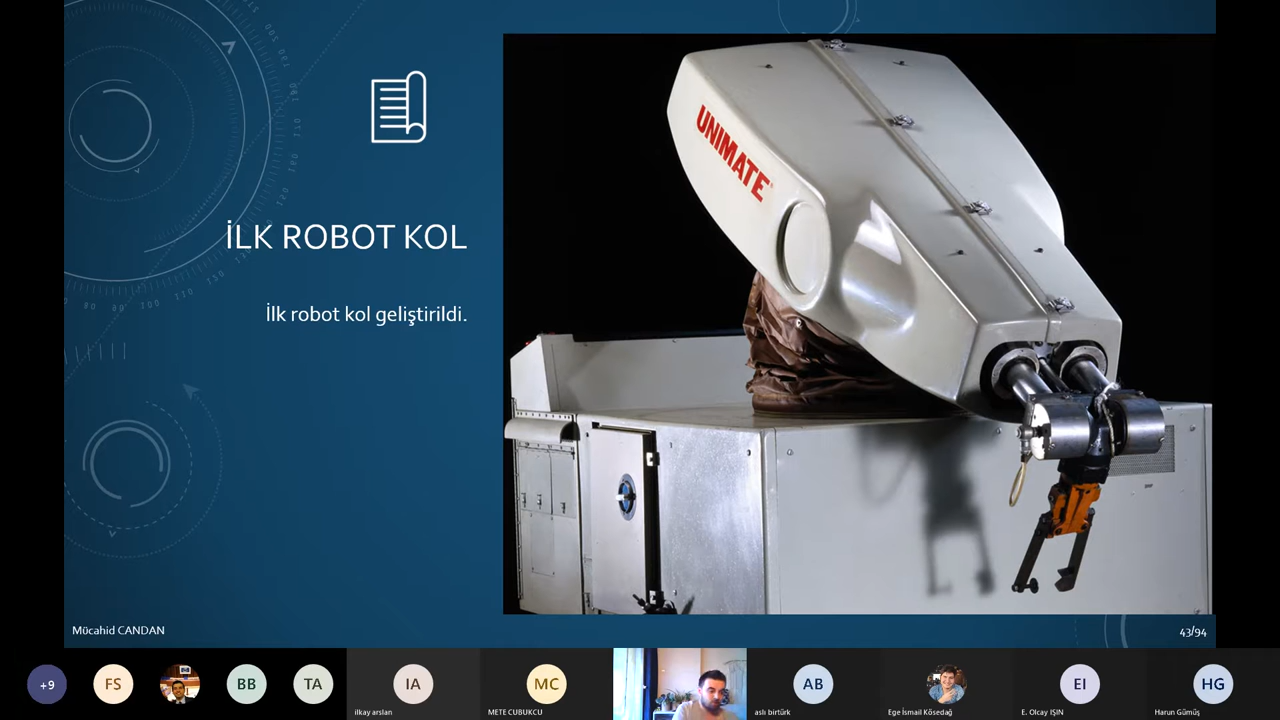 UNIMATE
İLK ROBOT KOL
İlk robot kol geliştirildi.
Mücahid CANDAN
43/94
+9
FS
BB
TA
IA
MC
AB
EI
HG
ilkay arslan
METE CUBUKCU
aslı birtürk
Ege İsmail Kösedağ
E. Olcay IŞIN
Harun Gümüş